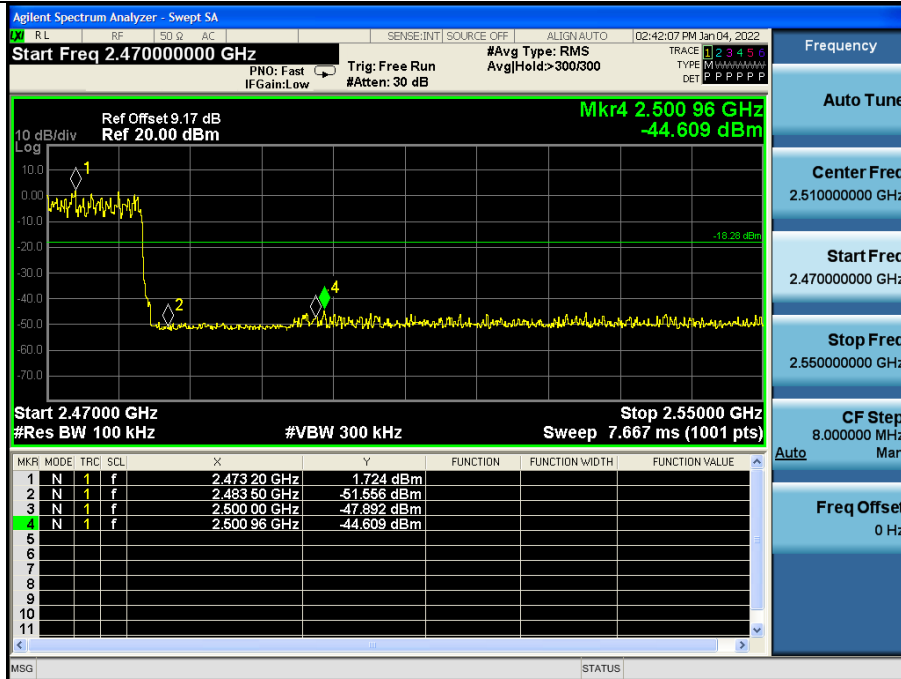 Agilent Spectrum Analyzer - Swept SA
LXI RL RF 50 Ω AC SENSE:INT SOURCE OFF ALIGN AUTO 02:42:07 PM Jan 04, 2022
Start Freq 2.470000000 GHz
PNO: Fast
IFGain:Low
Trig: Free Run
#Atten: 30 dB
#Avg Type: RMS
Avg|Hold:>300/300
TRACE 1 2 3 4 5 6
TYPE M W W W W W
DET P P P P P P
Mkr4 2.500 96 GHz
-44.609 dBm
Ref Offset 9.17 dB
10 dB/div Ref 20.00 dBm
Log
10.0
0.00
-10.0
-20.0
-30.0
-40.0
-50.0
-60.0
-70.0
1
2
4
-18.28 dBm
Start 2.47000 GHz Stop 2.55000 GHz
#Res BW 100 kHz #VBW 300 kHz Sweep 7.667 ms (1001 pts)
MKR MODE TRC SCL X Y FUNCTION FUNCTION WIDTH FUNCTION VALUE
1 N 1 f 2.473 20 GHz 1.724 dBm
2 N 1 f 2.483 50 GHz -51.556 dBm
3 N 1 f 2.500 00 GHz -47.892 dBm
4 N 1 f 2.500 96 GHz -44.609 dBm
5
6
7
8
9
10
11
MSG STATUS
Frequency
Auto Tune
Center Freq
2.510000000 GHz
Start Freq
2.470000000 GHz
Stop Freq
2.550000000 GHz
CF Step
8.000000 MHz
Auto Man
Freq Offset
0 Hz